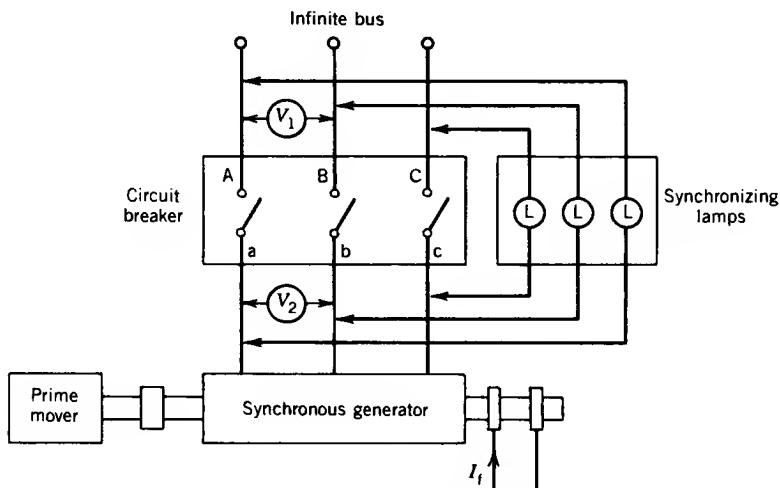 Infinite bus
V1
A
B
C
Circuit
breaker
L
L
L
Synchronizing
lamps
a
b
c
V2
Prime
mover
Synchronous generator
If